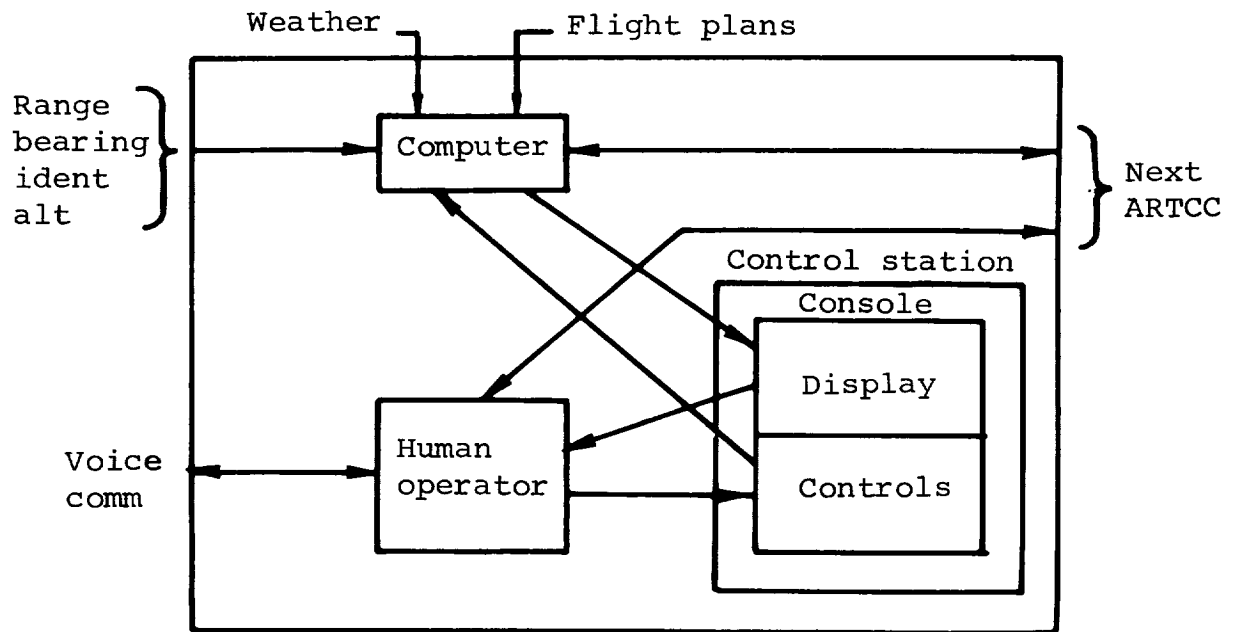 Weather
Flight plans
Range
bearing
ident
alt
Computer
Next
ARTCC
Control station
Console
Display
Human
operator
Controls
Voice
comm